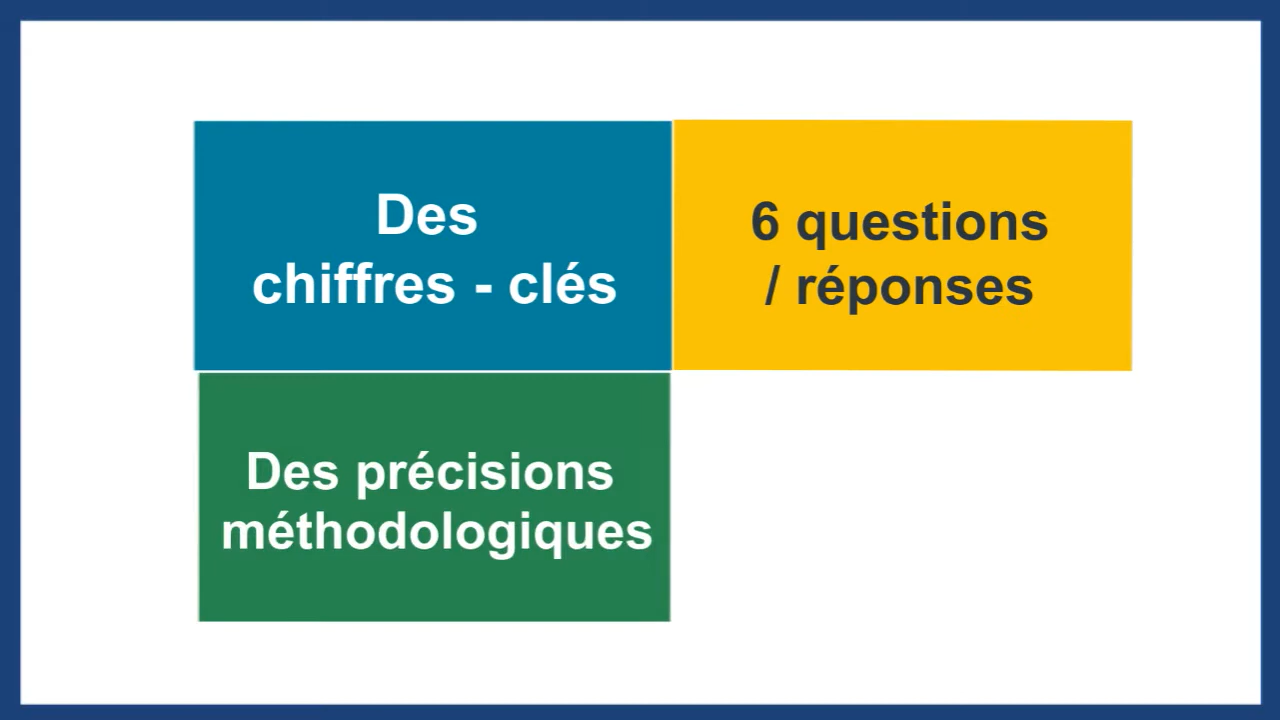 Des
chiffres - clés
6 questions
/ réponses
Des précisions
méthodologiques